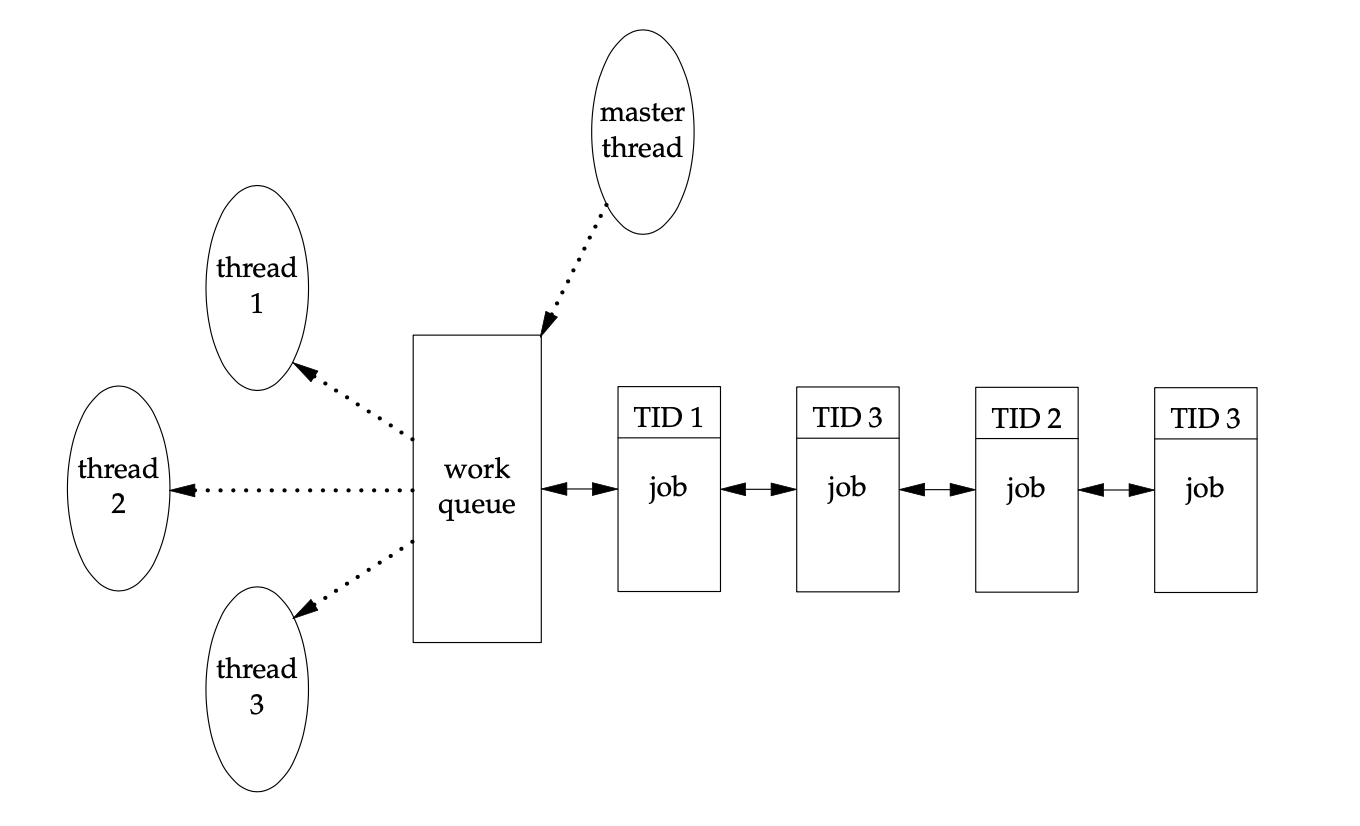 master
thread
thread
1
thread
2
thread
3
work
queue
TID 1
job
TID 3
job
TID 2
job
TID 3
job